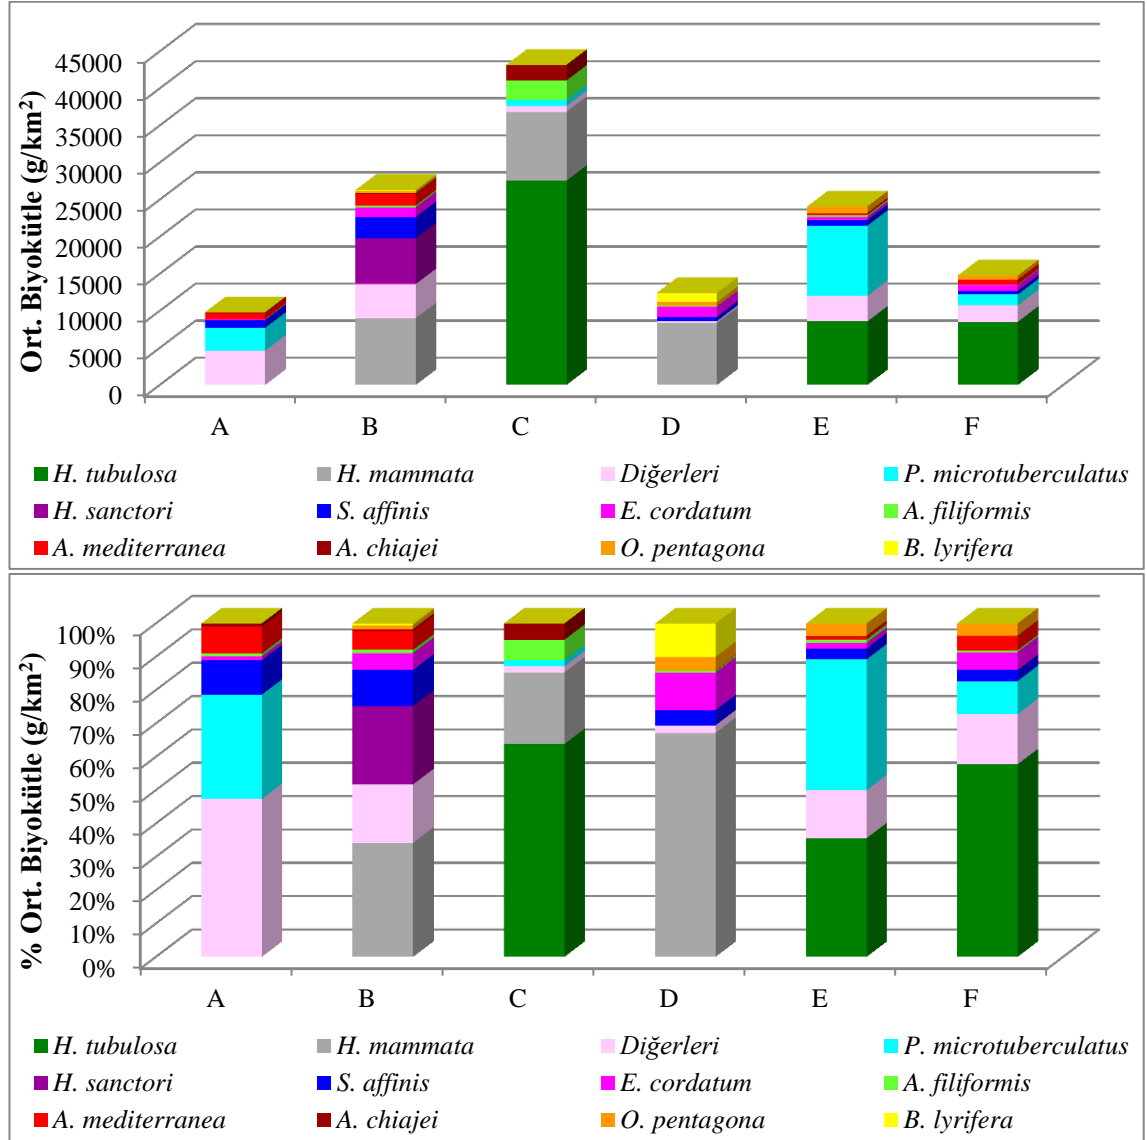 Ort. Biyokütle (g/km²)
45000
40000
35000
30000
25000
20000
15000
10000
5000
0
A B C D E F
H. tubulosa H. mammata Diğerleri P. microtuberculatus
H. sanctori S. affinis E. cordatum A. filiformis
A. mediterranea A. chiajei O. pentagona B. lyrifera
% Ort. Biyokütle (g/km²)
100%
90%
80%
70%
60%
50%
40%
30%
20%
10%
0%
A B C D E F
H. tubulosa H. mammata Diğerleri P. microtuberculatus
H. sanctori S. affinis E. cordatum A. filiformis
A. mediterranea A. chiajei O. pentagona B. lyrifera